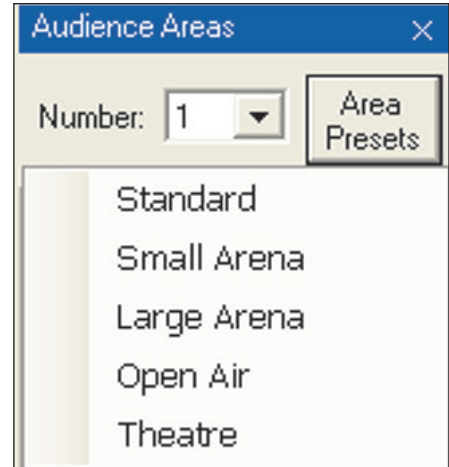 Audience Areas
Number: 1
Area
Presets
Standard
Small Arena
Large Arena
Open Air
Theatre